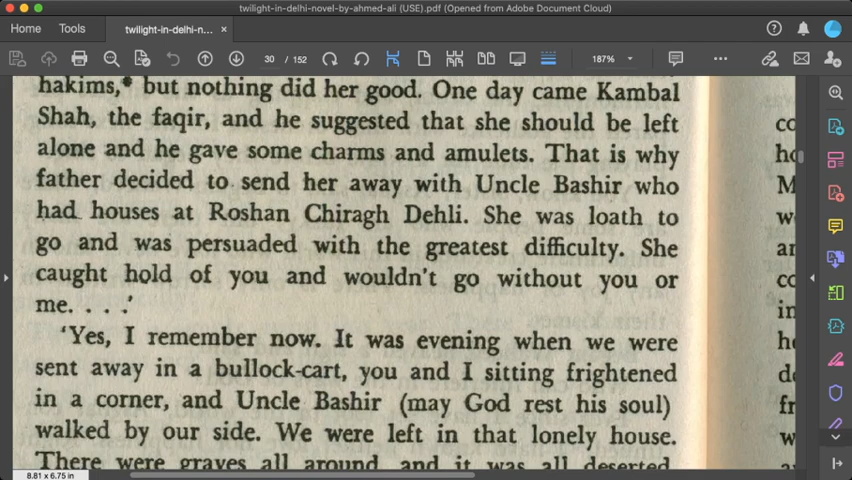 twilight-in-delhi-novel-by-ahmed-ali (USE).pdf (Opened from Adobe Document Cloud)
Home Tools twilight-in-delhi-n... ×
30 / 152 187%
hakims,* but nothing did her good. One day came Kambal
Shah, the faqir, and he suggested that she should be left
alone and he gave some charms and amulets. That is why
father decided to send her away with Uncle Bashir who
had houses at Roshan Chiragh Dehli. She was loath to
go and was persuaded with the greatest difficulty. She
caught hold of you and wouldn't go without you or
me. . . .'
'Yes, I remember now. It was evening when we were
sent away in a bullock-cart, you and I sitting frightened
in a corner, and Uncle Bashir (may God rest his soul)
walked by our side. We were left in that lonely house.
There were graves all around, and it was all deserted
8.81 x 6.75 in